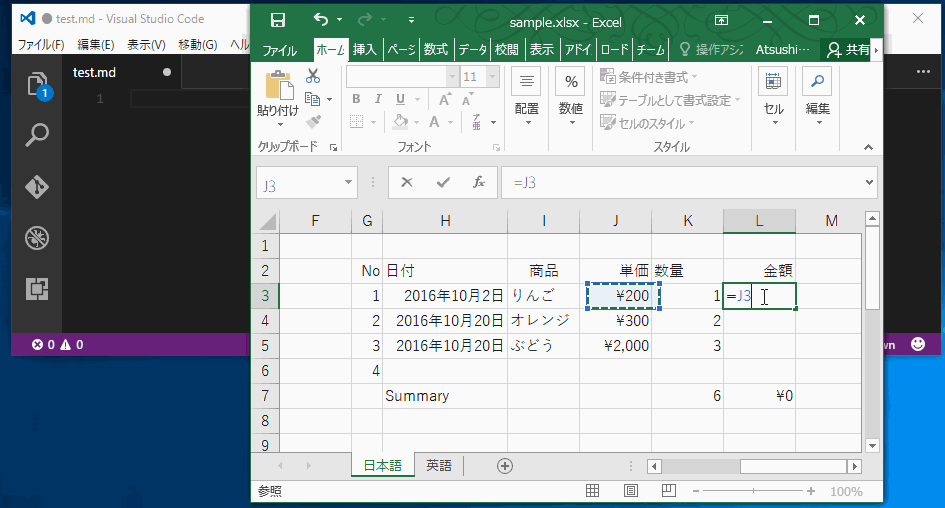 test.md - Visual Studio Code
ファイル(F) 編集(E) 表示(V) 移動(G) ヘル
test.md
1
1
0 0
wn
sample.xlsx - Excel
ファイル ホーム 挿入 ページ 数式 データ 校閲 表示 アドイ ロード チーム 操作アシ Atsushi… 共有
貼り付け
クリップボード
11
B I U A A
A 亜
フォント
配置
%
数値
条件付き書式
テーブルとして書式設定
セルのスタイル
スタイル
セル
編集
J3 fx =J3
F G H I J K L M
1
2 No 日付 商品 単価 数量 金額
3 1 2016年10月2日 りんご ¥200 1 =J3
4 2 2016年10月20日 オレンジ ¥300 2
5 3 2016年10月20日 ぶどう ¥2,000 3
6 4
7 Summary 6 ¥0
8
9
日本語 英語
参照 100%